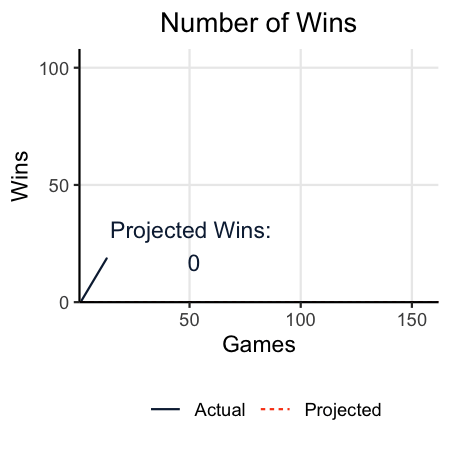 Number of Wins
Wins
100
50
0
Projected Wins:
0
50
100
150
Games
Actual
Projected